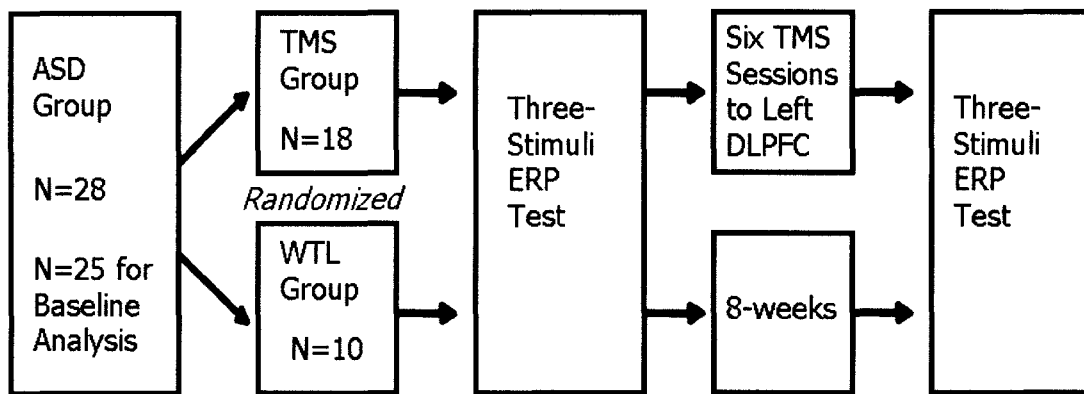 ASD
Group
N=28
N=25 for
Baseline
Analysis
TMS
Group
N=18
Randomized
WTL
Group
N=10
Three-
Stimuli
ERP
Test
Six TMS
Sessions
to Left
DLPFC
8-weeks
Three-
Stimuli
ERP
Test